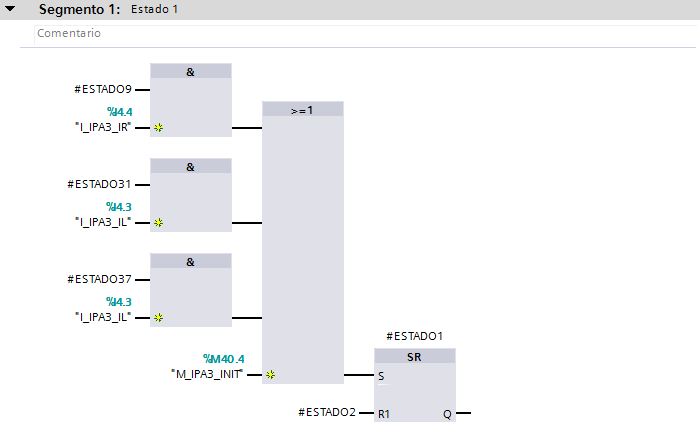 Segmento 1: Estado 1
Comentario
&
#ESTADO9
%I4.4
"I_IPA3_IR"
>=1
&
#ESTADO31
%I4.3
"I_IPA3_IL"
&
#ESTADO37
%I4.3
"I_IPA3_IL"
#ESTADO1
SR
%M40.4
"M_IPA3_INIT"
S
#ESTADO2
R1 Q